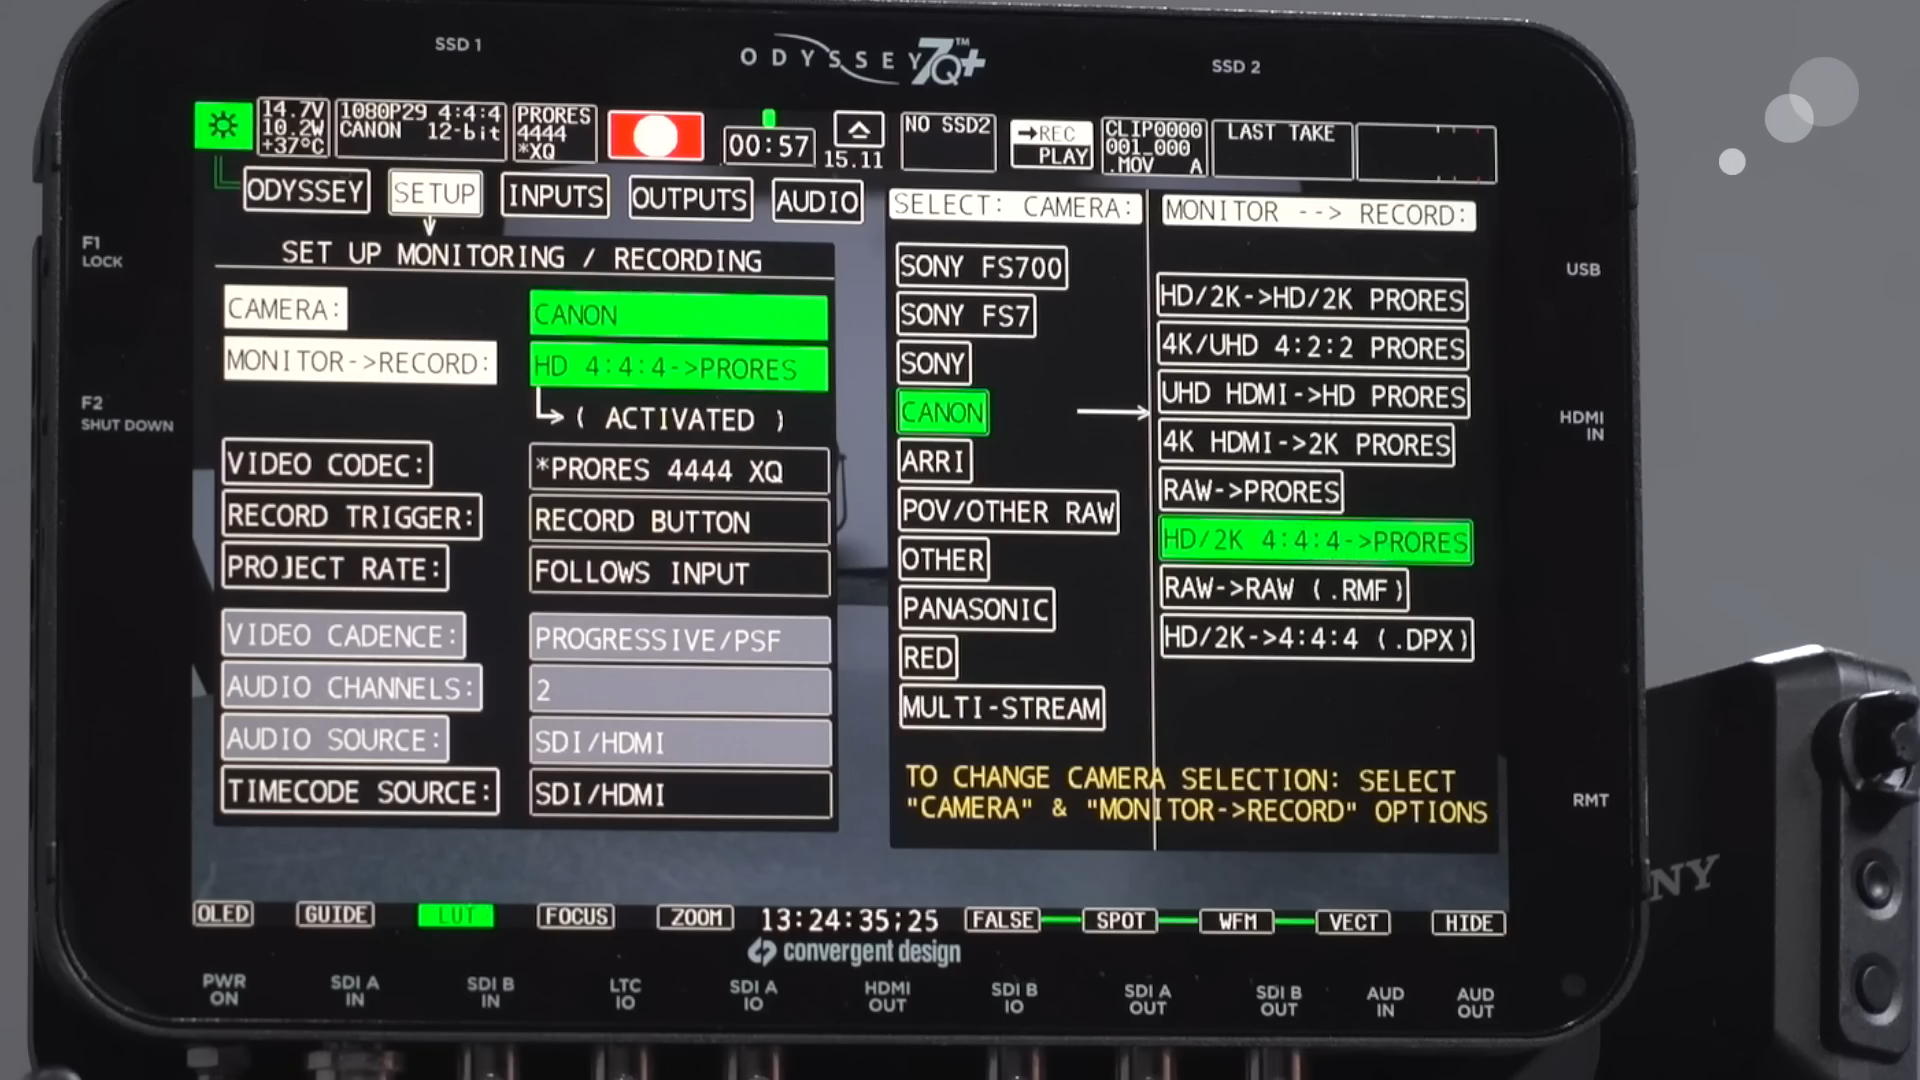 SSD 1
ODYSSEY 7Q+™
SSD 2
14.7V
10.2W
+37°C
1080P29 4:4:4
CANON 12-bit
PRORES
4444
*XQ
00:57
15.11
NO SSD2
→REC
PLAY
CLIP0000
001_000
.MOV A
LAST TAKE
ODYSSEY
SETUP
INPUTS
OUTPUTS
AUDIO
SELECT: CAMERA:
MONITOR --> RECORD:
F1
LOCK
F2
SHUT DOWN
SET UP MONITORING / RECORDING
CAMERA: CANON
MONITOR->RECORD: HD 4:4:4->PRORES
( ACTIVATED )
VIDEO CODEC: *PRORES 4444 XQ
RECORD TRIGGER: RECORD BUTTON
PROJECT RATE: FOLLOWS INPUT
VIDEO CADENCE: PROGRESSIVE/PSF
AUDIO CHANNELS: 2
AUDIO SOURCE: SDI/HDMI
TIMECODE SOURCE: SDI/HDMI
SONY FS700
SONY FS7
SONY
CANON
ARRI
POV/OTHER RAW
OTHER
PANASONIC
RED
MULTI-STREAM
HD/2K->HD/2K PRORES
4K/UHD 4:2:2 PRORES
UHD HDMI->HD PRORES
4K HDMI->2K PRORES
RAW->PRORES
HD/2K 4:4:4->PRORES
RAW->RAW (.RMF)
HD/2K->4:4:4 (.DPX)
TO CHANGE CAMERA SELECTION: SELECT
"CAMERA" & "MONITOR->RECORD" OPTIONS
USB
HDMI
IN
RMT
NY
OLED
GUIDE
LUT
FOCUS
ZOOM
13:24:35;25
FALSE
SPOT
WFM
VECT
HIDE
convergent design
PWR
ON
SDI A
IN
SDI B
IN
LTC
IO
SDI A
IO
HDMI
OUT
SDI B
IO
SDI A
OUT
SDI B
OUT
AUD
IN
AUD
OUT